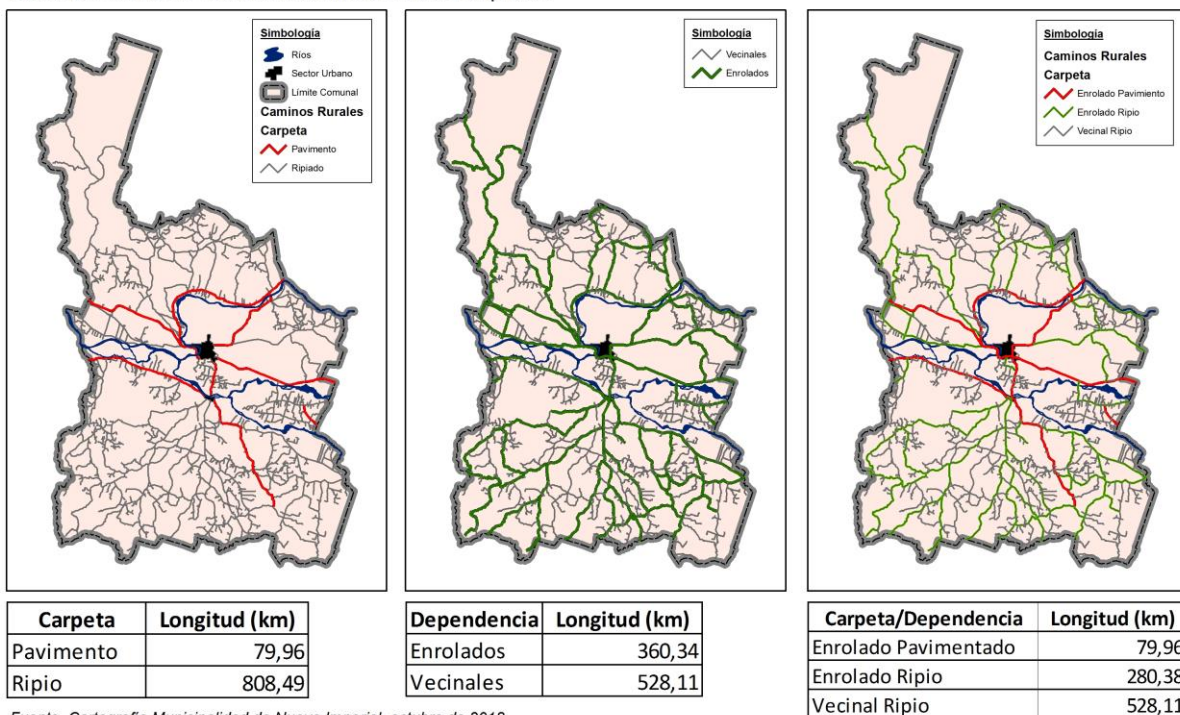 Simbología
Ríos
Sector Urbano
Límite Comunal
Caminos Rurales
Carpeta
Pavimento
Ripiado
Simbología
Vecinales
Enrolados
Simbología
Caminos Rurales
Carpeta
Enrolado Pavimento
Enrolado Ripio
Vecinal Ripio
Carpeta Longitud (km)
Pavimento 79,96
Ripio 808,49
Dependencia Longitud (km)
Enrolados 360,34
Vecinales 528,11
Carpeta/Dependencia Longitud (km)
Enrolado Pavimentado 79,96
Enrolado Ripio 280,38
Vecinal Ripio 528,11